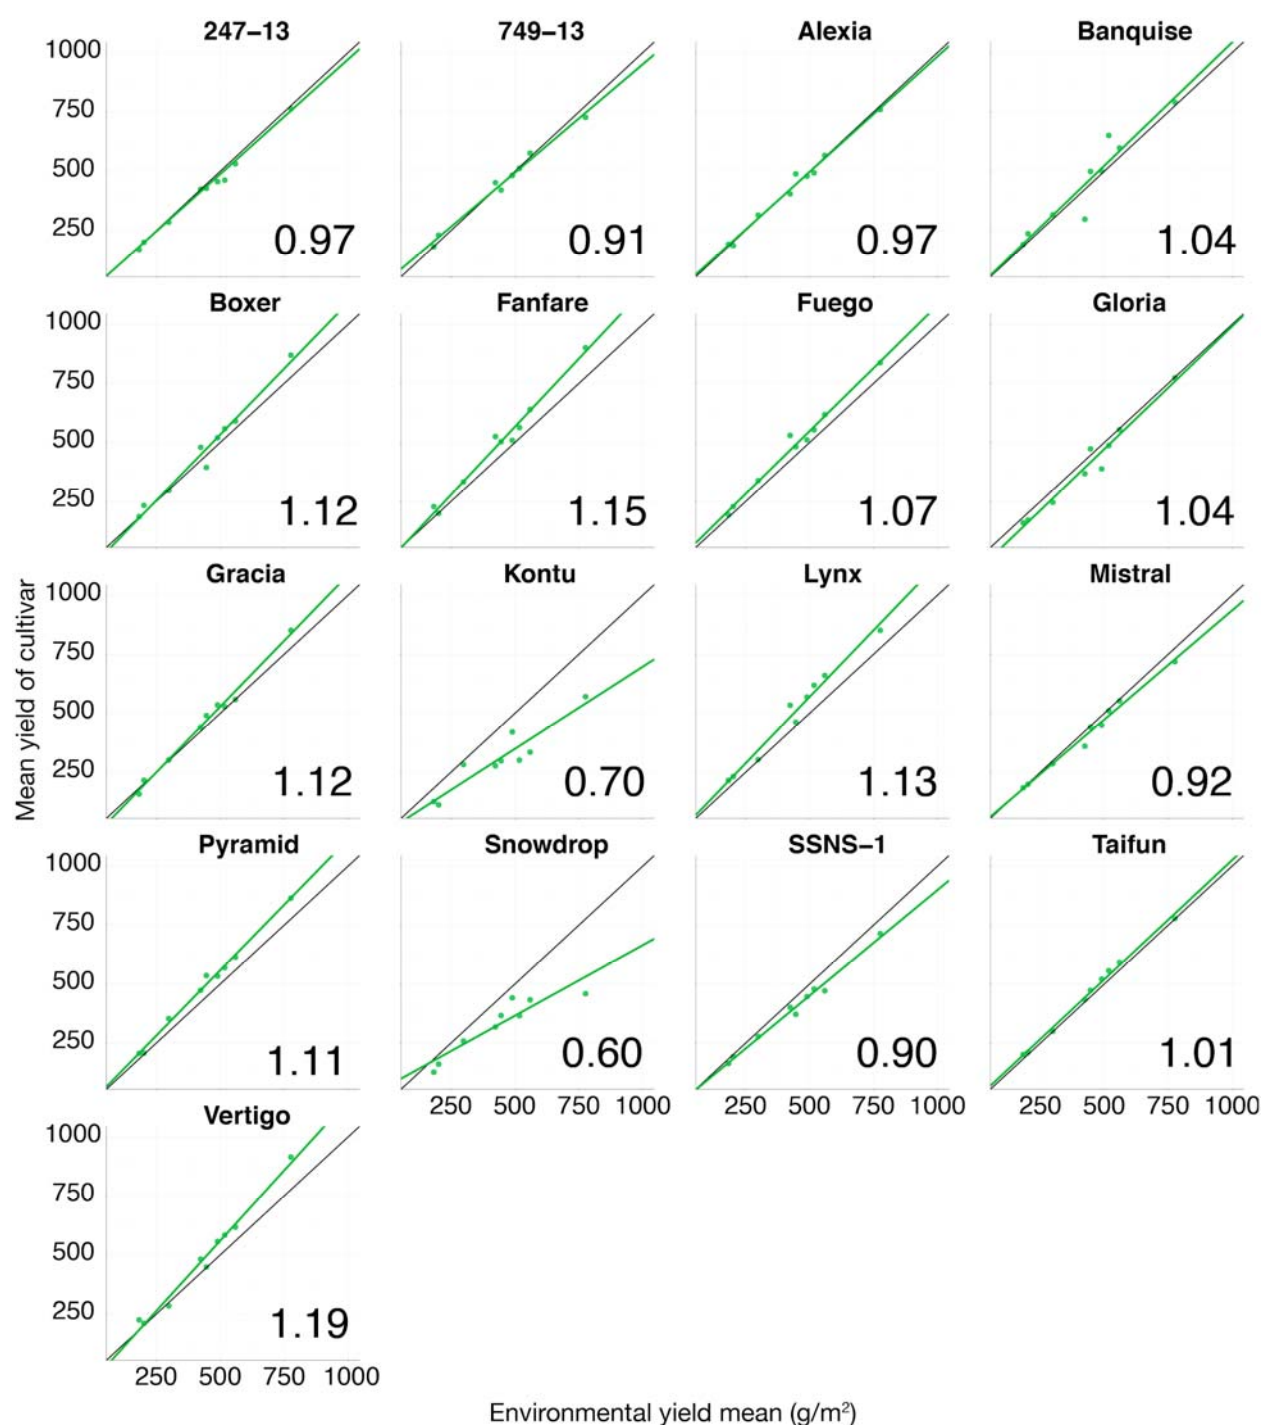 247–13 749–13 Alexia Banquise
1000
750
500
250
0.97 0.91 0.97 1.04
Boxer Fanfare Fuego Gloria
1000
750
500
250
1.12 1.15 1.07 1.04
Gracia Kontu Lynx Mistral
1000
750
500
250
1.12 0.70 1.13 0.92
Mean yield of cultivar
Pyramid Snowdrop SSNS–1 Taifun
1000
750
500
250
1.11 0.60 0.90 1.01
250 500 750 1000 250 500 750 1000 250 500 750 1000
Vertigo
1000
750
500
250
1.19
250 500 750 1000
Environmental yield mean (g/m²)